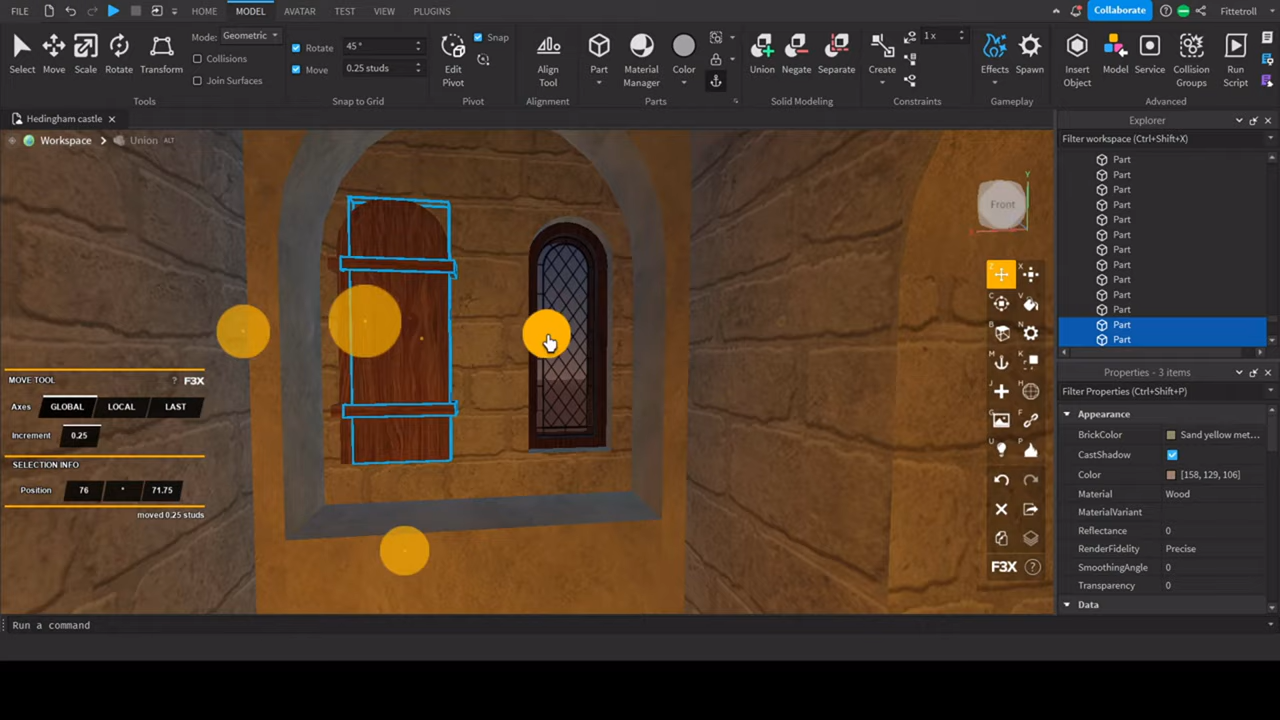 FILE HOME MODEL AVATAR TEST VIEW PLUGINS Collaborate Fittetroll
Mode: Geometric
Collisions
Join Surfaces
Select Move Scale Rotate Transform
Tools
Rotate 45°
Move 0.25 studs
Snap to Grid
Snap
Edit
Pivot
Pivot
Align
Tool
Alignment
Part Material
Manager Color
Parts
Union Negate Separate
Solid Modeling
Create
1 x
Constraints
Effects Spawn
Gameplay
Insert
Object Model Service Collision
Groups Run
Script
Advanced
Hedingham castle
Workspace Union ALT
Front
Y
Z X
C V
B N
M K
J H
G F
U P
F3X
MOVE TOOL ? F3X
Axes GLOBAL LOCAL LAST
Increment 0.25
SELECTION INFO
Position 76 * 71.75
moved 0.25 studs
Explorer
Filter workspace (Ctrl+Shift+X)
Part
Part
Part
Part
Part
Part
Part
Part
Part
Part
Part
Part
Part
Properties - 3 items
Filter Properties (Ctrl+Shift+P)
Appearance
BrickColor Sand yellow met...
CastShadow
Color [158, 129, 106]
Material Wood
MaterialVariant
Reflectance 0
RenderFidelity Precise
SmoothingAngle 0
Transparency 0
Data
Run a command